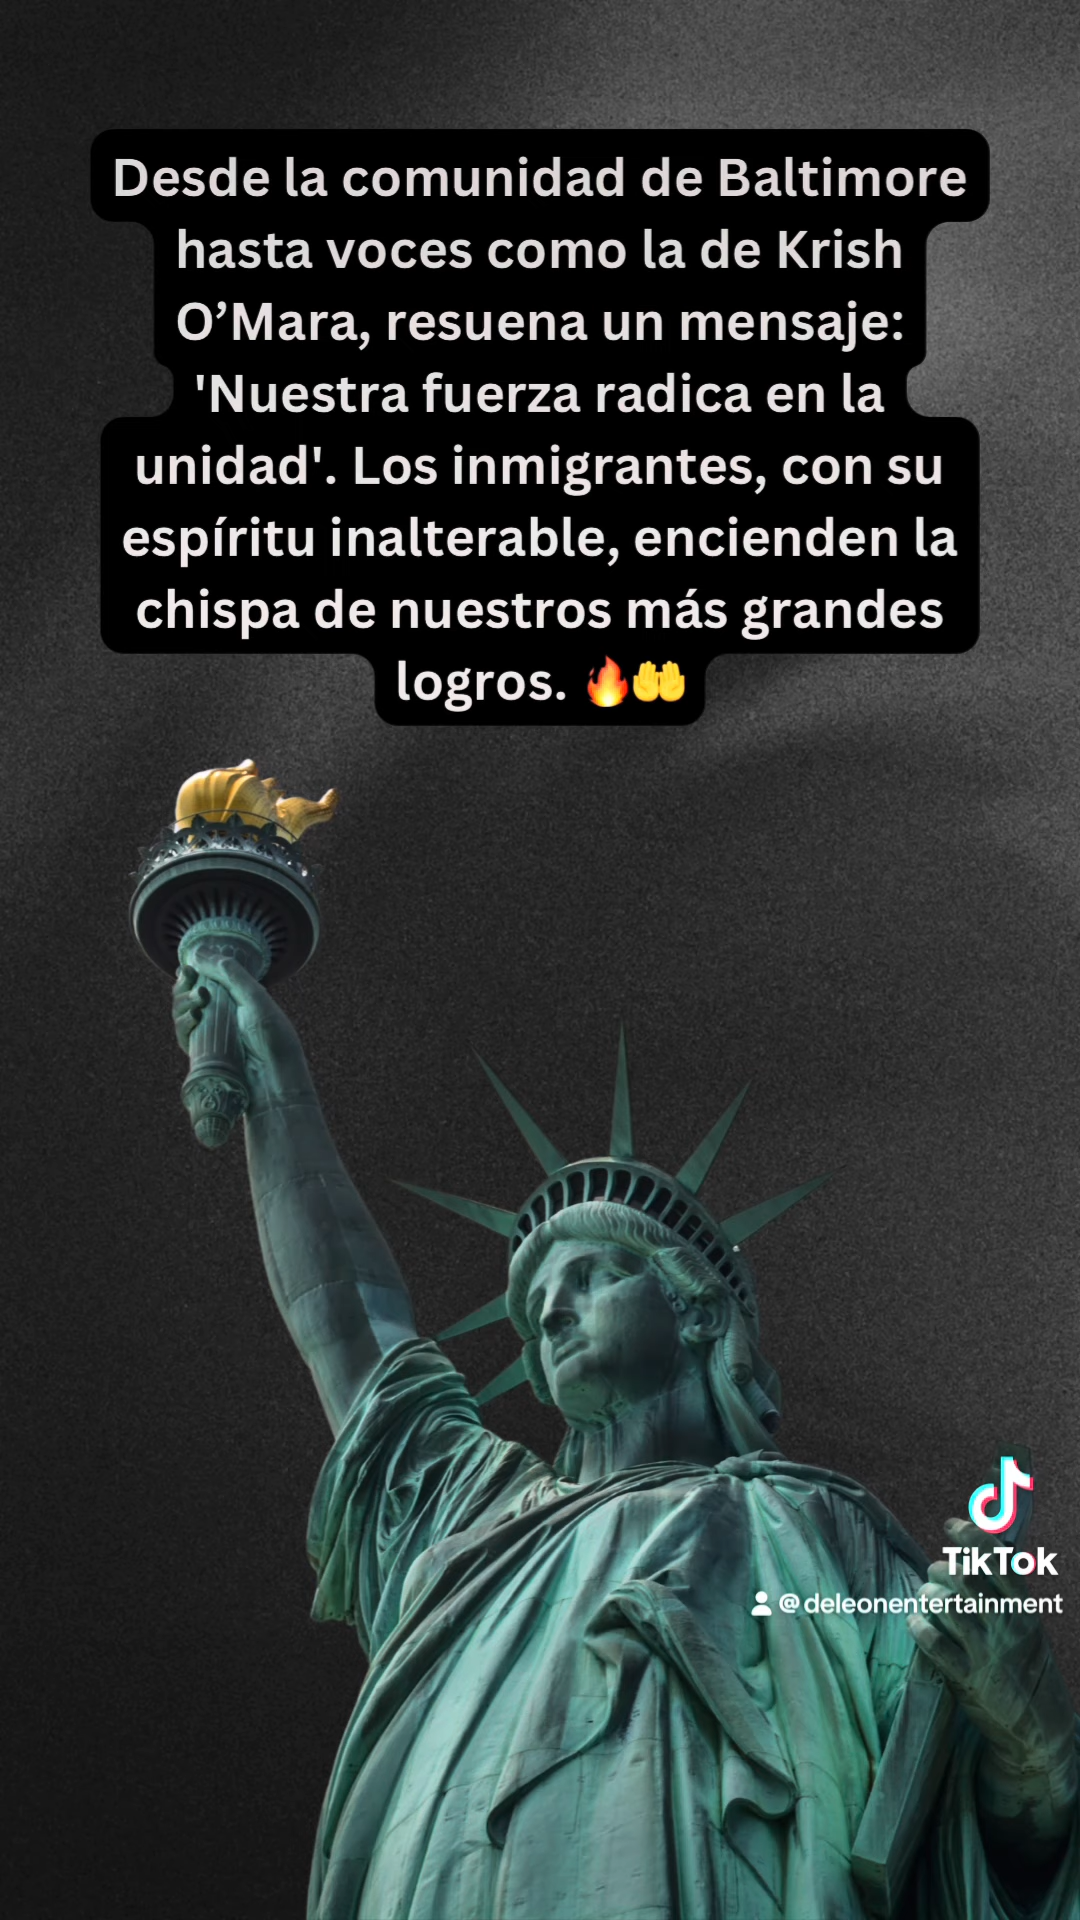 Desde la comunidad de Baltimore
hasta voces como la de Krish
O’Mara, resuena un mensaje:
'Nuestra fuerza radica en la
unidad'. Los inmigrantes, con su
espíritu inalterable, encienden la
chispa de nuestros más grandes
logros. 🔥🤲
TikTok
@deleonentertainment